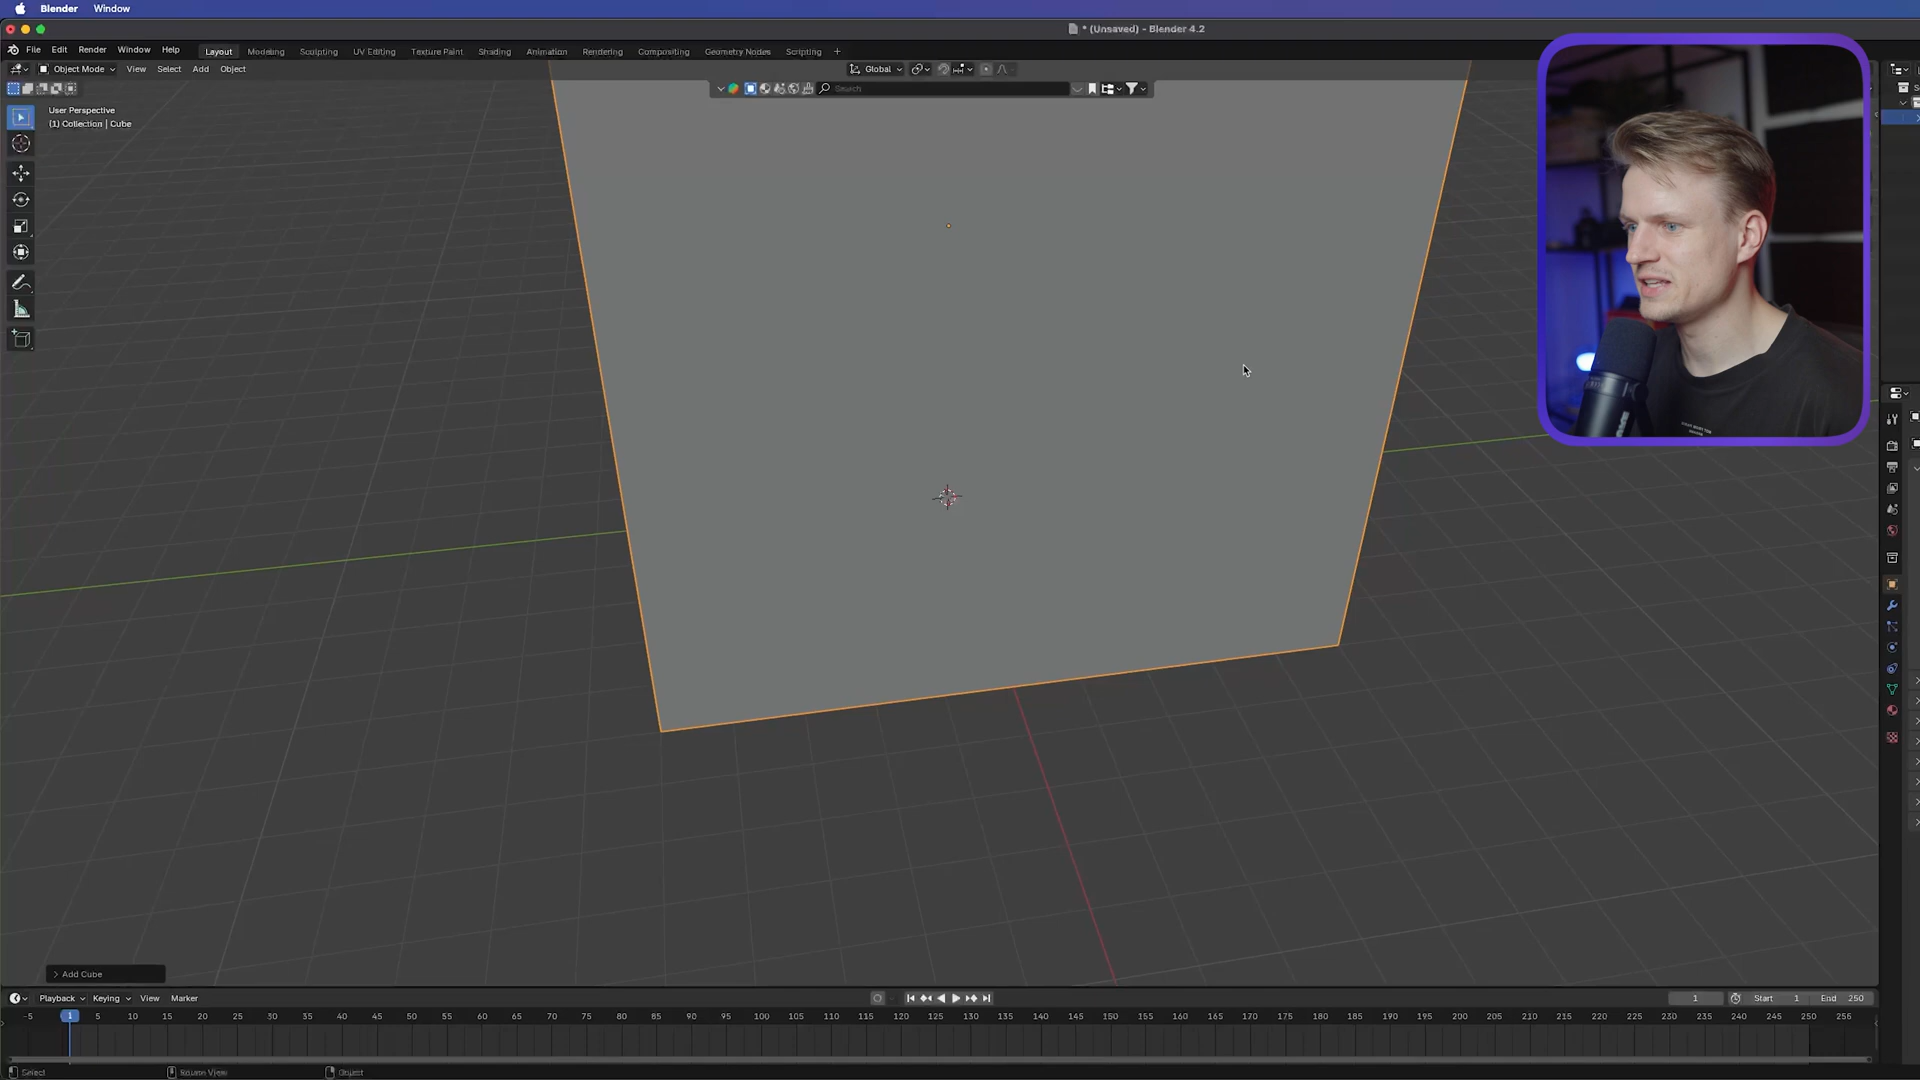 Blender Window
* (Unsaved) - Blender 4.2
File Edit Render Window Help Layout Modeling Sculpting UV Editing Texture Paint Shading Animation Rendering Compositing Geometry Nodes Scripting +
Object Mode View Select Add Object Global
Search
User Perspective
(1) Collection | Cube
Add Cube
Playback Keying View Marker 1 Start 1 End 250
-5 1 5 10 15 20 25 30 35 40 45 50 55 60 65 70 75 80 85 90 95 100 105 110 115 120 125 130 135 140 145 150 155 160 165 170 175 180 185 190 195 200 205 210 215 220 225 230 235 240 245 250 256
Select Rotate View Object